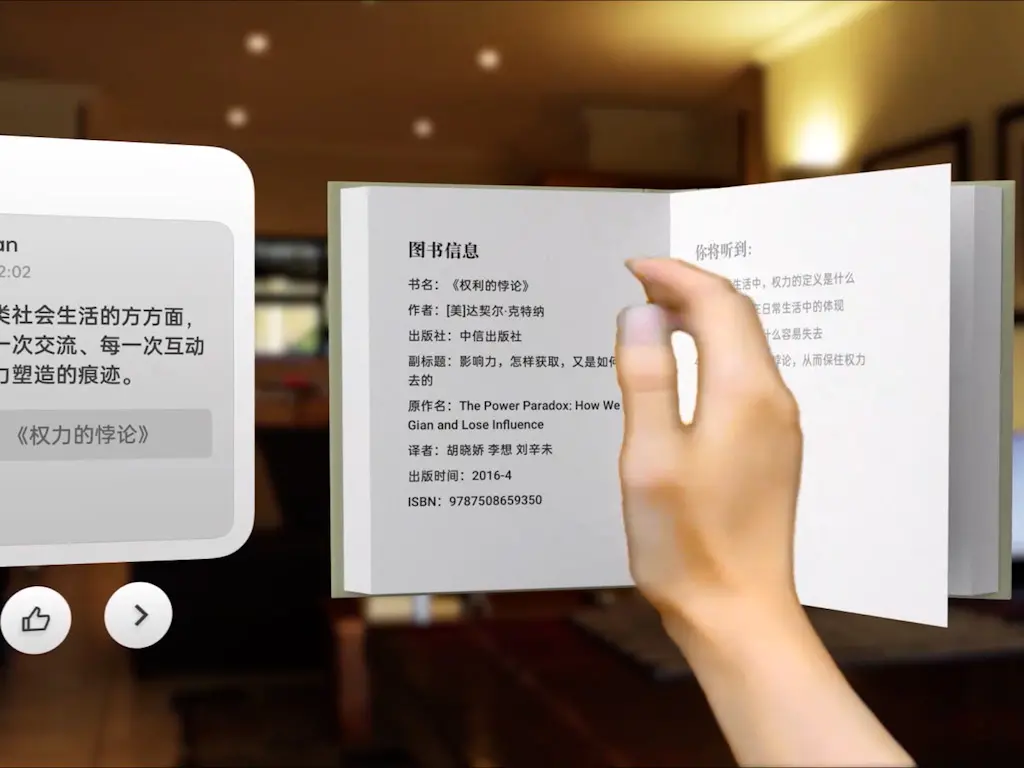 an
2:02
类社会生活的方方面，
一次交流、每一次互动
力塑造的痕迹。
《权力的悖论》
图书信息
书名：《权利的悖论》
作者：[美]达契尔·克特纳
出版社：中信出版社
副标题：影响力，怎样获取，又是如何
去的
原作名：The Power Paradox: How We
Gian and Lose Influence
译者：胡晓娇 李想 刘辛未
出版时间：2016-4
ISBN：9787508659350
你将听到：
生活中，权力的定义是什么
日常生活中的体现
什么容易失去
悖论，从而保住权力